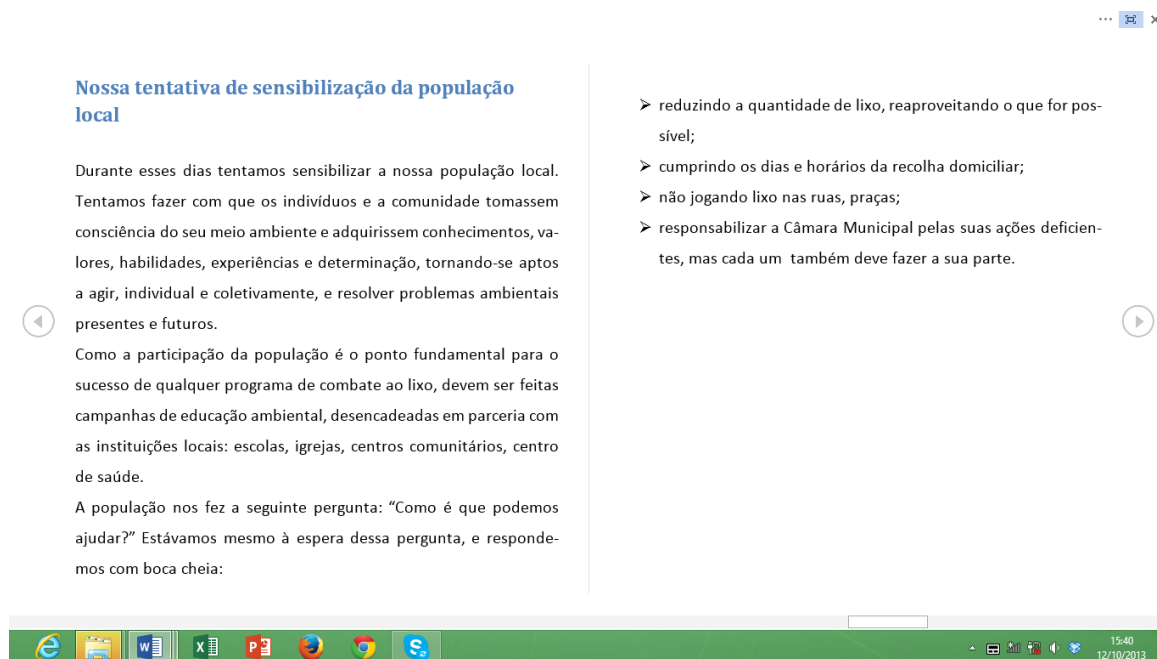 Nossa tentativa de sensibilização da população
local
Durante esses dias tentamos sensibilizar a nossa população local.
Tentamos fazer com que os indivíduos e a comunidade tomassem
consciência do seu meio ambiente e adquirissem conhecimentos, va-
lores, habilidades, experiências e determinação, tornando-se aptos
a agir, individual e coletivamente, e resolver problemas ambientais
presentes e futuros.
Como a participação da população é o ponto fundamental para o
sucesso de qualquer programa de combate ao lixo, devem ser feitas
campanhas de educação ambiental, desencadeadas em parceria com
as instituições locais: escolas, igrejas, centros comunitários, centro
de saúde.
A população nos fez a seguinte pergunta: “Como é que podemos
ajudar?” Estávamos mesmo à espera dessa pergunta, e responde-
mos com boca cheia:
➢ reduzindo a quantidade de lixo, reaproveitando o que for pos-
sível;
➢ cumprindo os dias e horários da recolha domiciliar;
➢ não jogando lixo nas ruas, praças;
➢ responsabilizar a Câmara Municipal pelas suas ações deficien-
tes, mas cada um  também deve fazer a sua parte.
15:40
12/10/2013